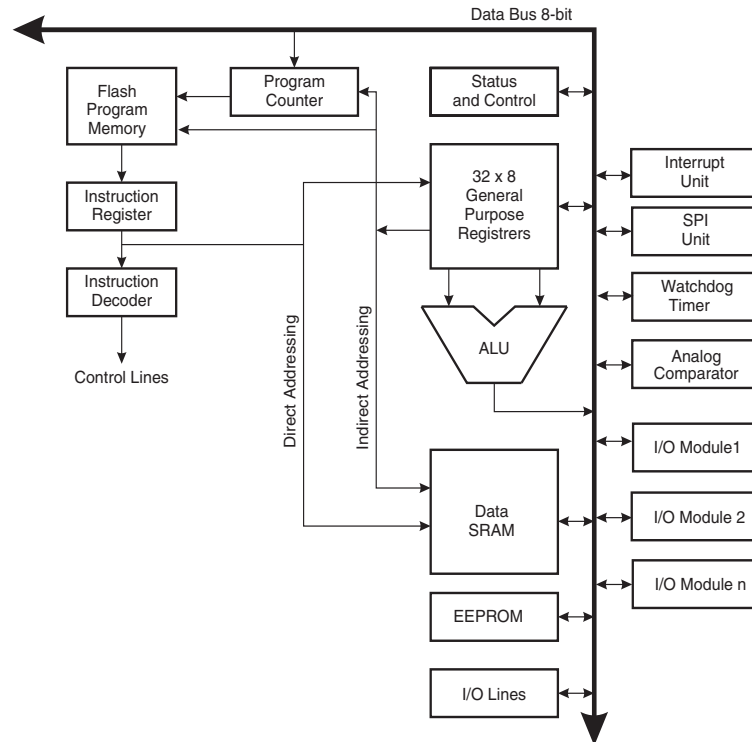 Data Bus 8-bit
Flash
Program
Memory
Program
Counter
Status
and Control
Instruction
Register
32 x 8
General
Purpose
Registrers
Interrupt
Unit
SPI
Unit
Instruction
Decoder
Watchdog
Timer
Direct Addressing
Indirect Addressing
ALU
Analog
Comparator
Control Lines
I/O Module1
Data
SRAM
I/O Module 2
I/O Module n
EEPROM
I/O Lines